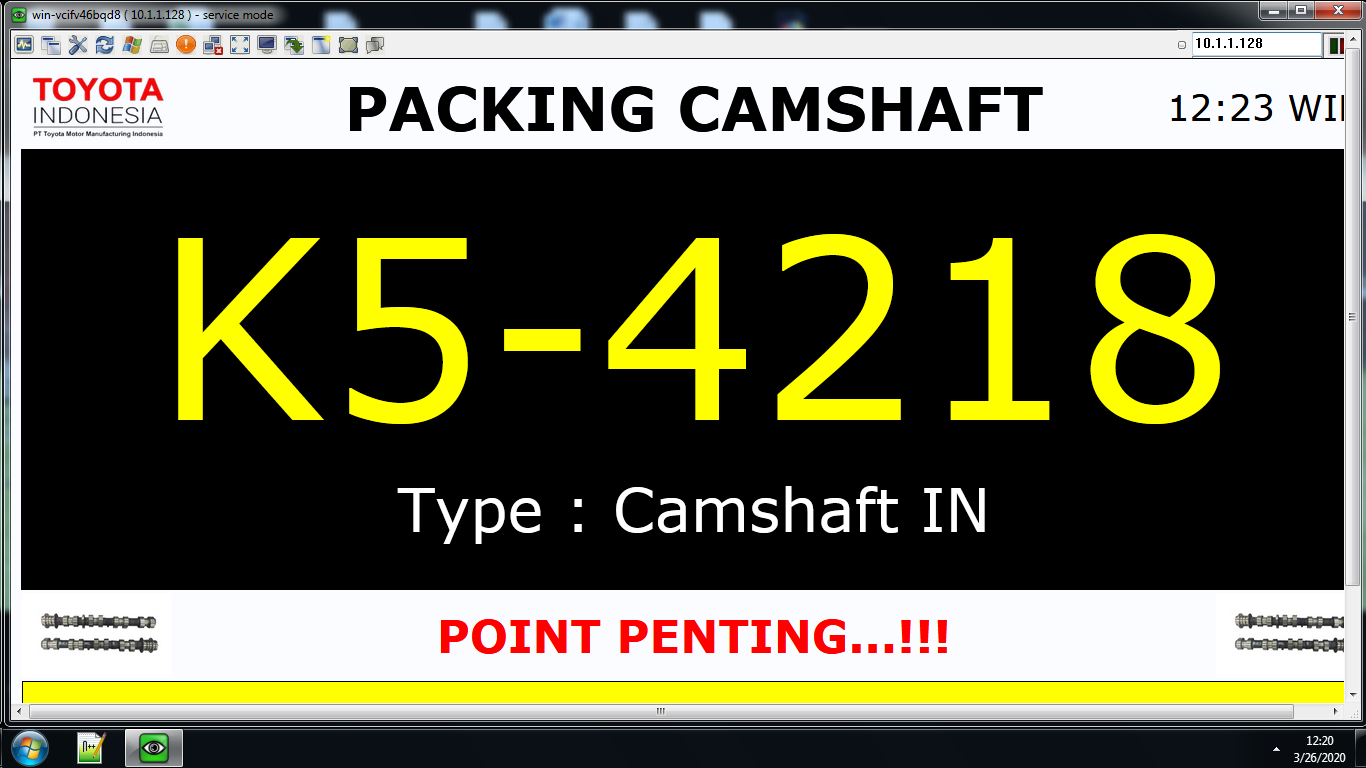 win-vcifv46bqd8 ( 10.1.1.128 ) - service mode
10.1.1.128
TOYOTA
INDONESIA
PT Toyota Motor Manufacturing Indonesia
PACKING CAMSHAFT
12:23 WI
K5-4218
Type : Camshaft IN
POINT PENTING...!!!
12:20
3/26/2020